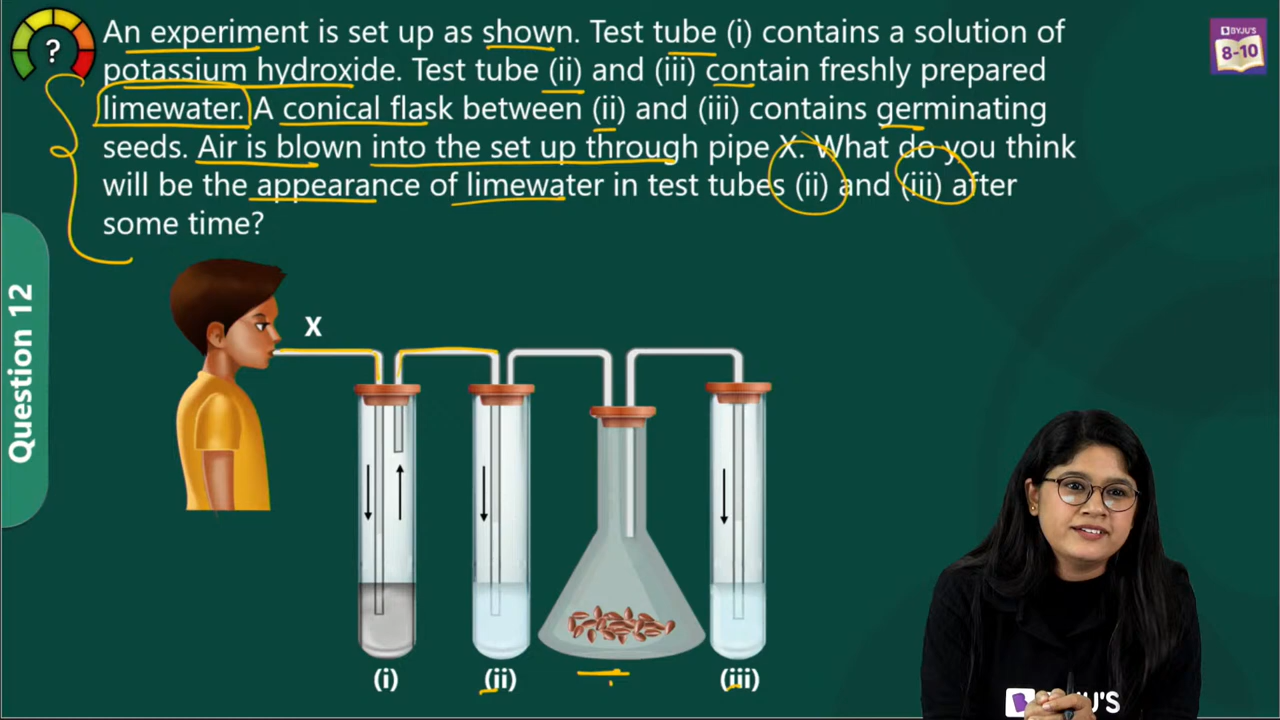 An experiment is set up as shown. Test tube (i) contains a solution of
potassium hydroxide. Test tube (ii) and (iii) contain freshly prepared
limewater. A conical flask between (ii) and (iii) contains germinating
seeds. Air is blown into the set up through pipe X. What do you think
will be the appearance of limewater in test tubes (ii) and (iii) after
some time?
?
BYJU'S
8-10
Question 12
X
(i)
(ii)
(iii)
BYJU'S